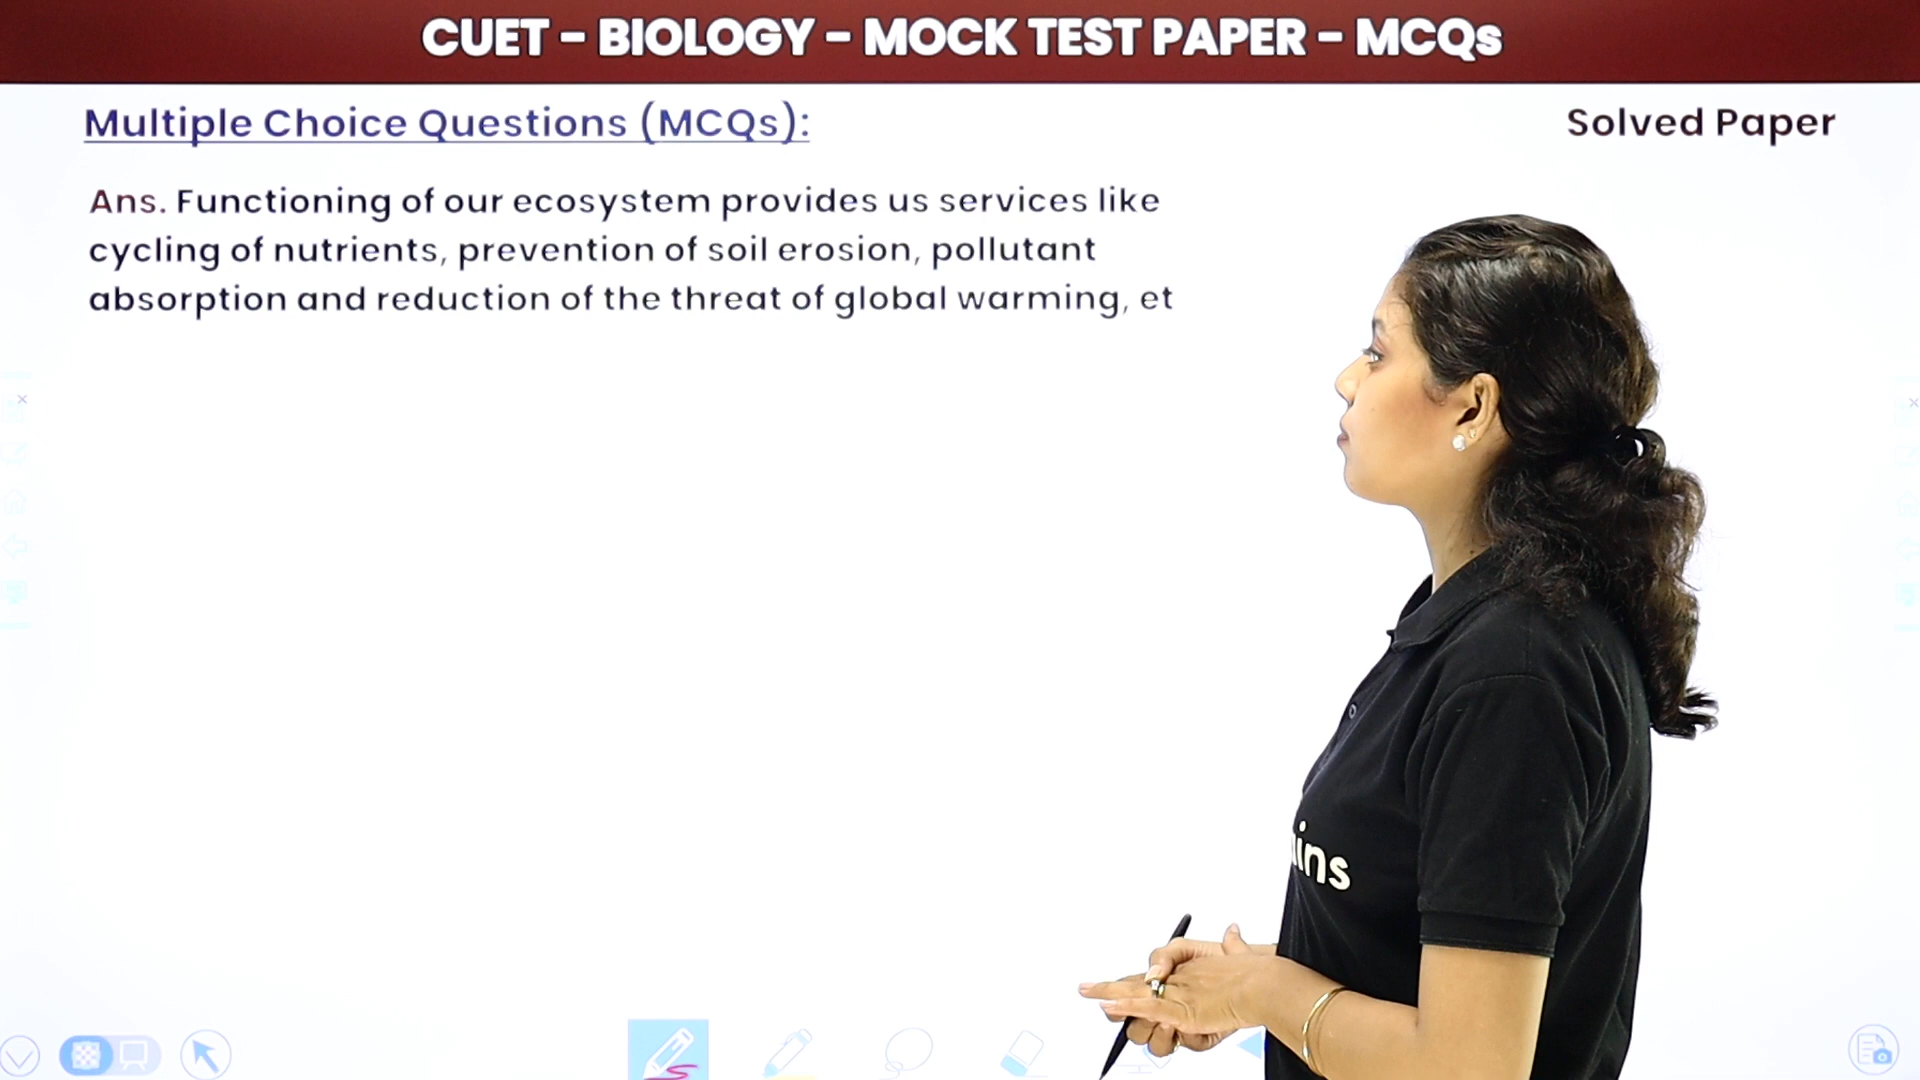 CUET - BIOLOGY - MOCK TEST PAPER - MCQs
Multiple Choice Questions (MCQs):
Solved Paper
Ans. Functioning of our ecosystem provides us services like
cycling of nutrients, prevention of soil erosion, pollutant
absorption and reduction of the threat of global warming, et
ins